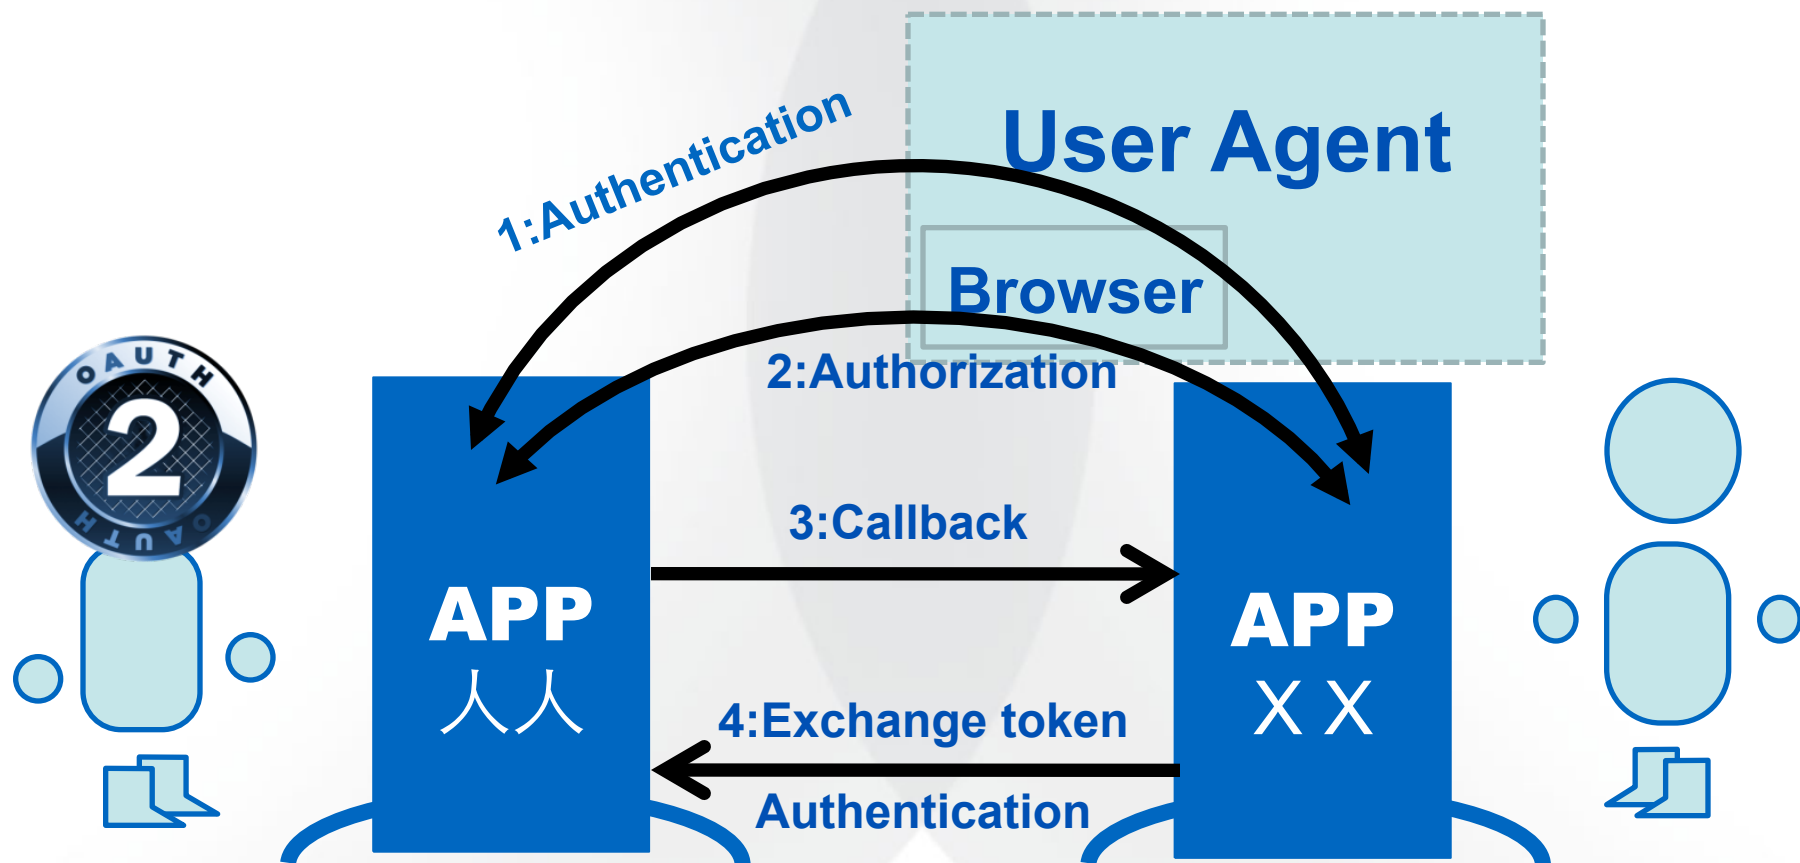 User Agent
1:Authentication
Browser
2:Authorization
OAUTH
2
OAUTH
3:Callback
APP
人人
APP
X X
4:Exchange token
Authentication